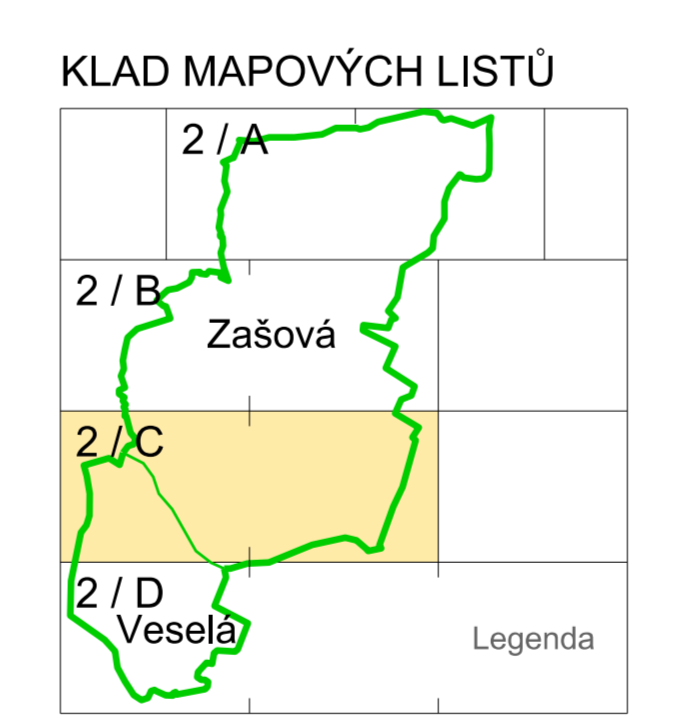 KLAD MAPOVÝCH LISTŮ
2 / A
2 / B
Zašová
2 / C
2 / D
Veselá
Legenda